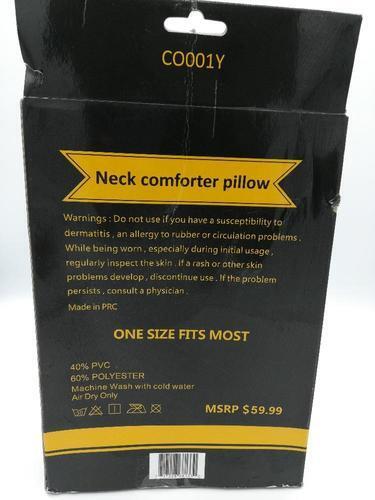 CO001Y
Neck comforter pillow
Warnings : Do not use if you have a susceptibility to
dermatitis , an allergy to rubber or circulation problems .
While being worn , especially during initial usage ,
regularly inspect the skin . if a rash or other skin
problems develop , discontinue use . If the problem
persists , consult a physician .
Made in PRC
ONE SIZE FITS MOST
40% PVC
60% POLYESTER
Machine Wash with cold water
Air Dry Only
MSRP $59.99